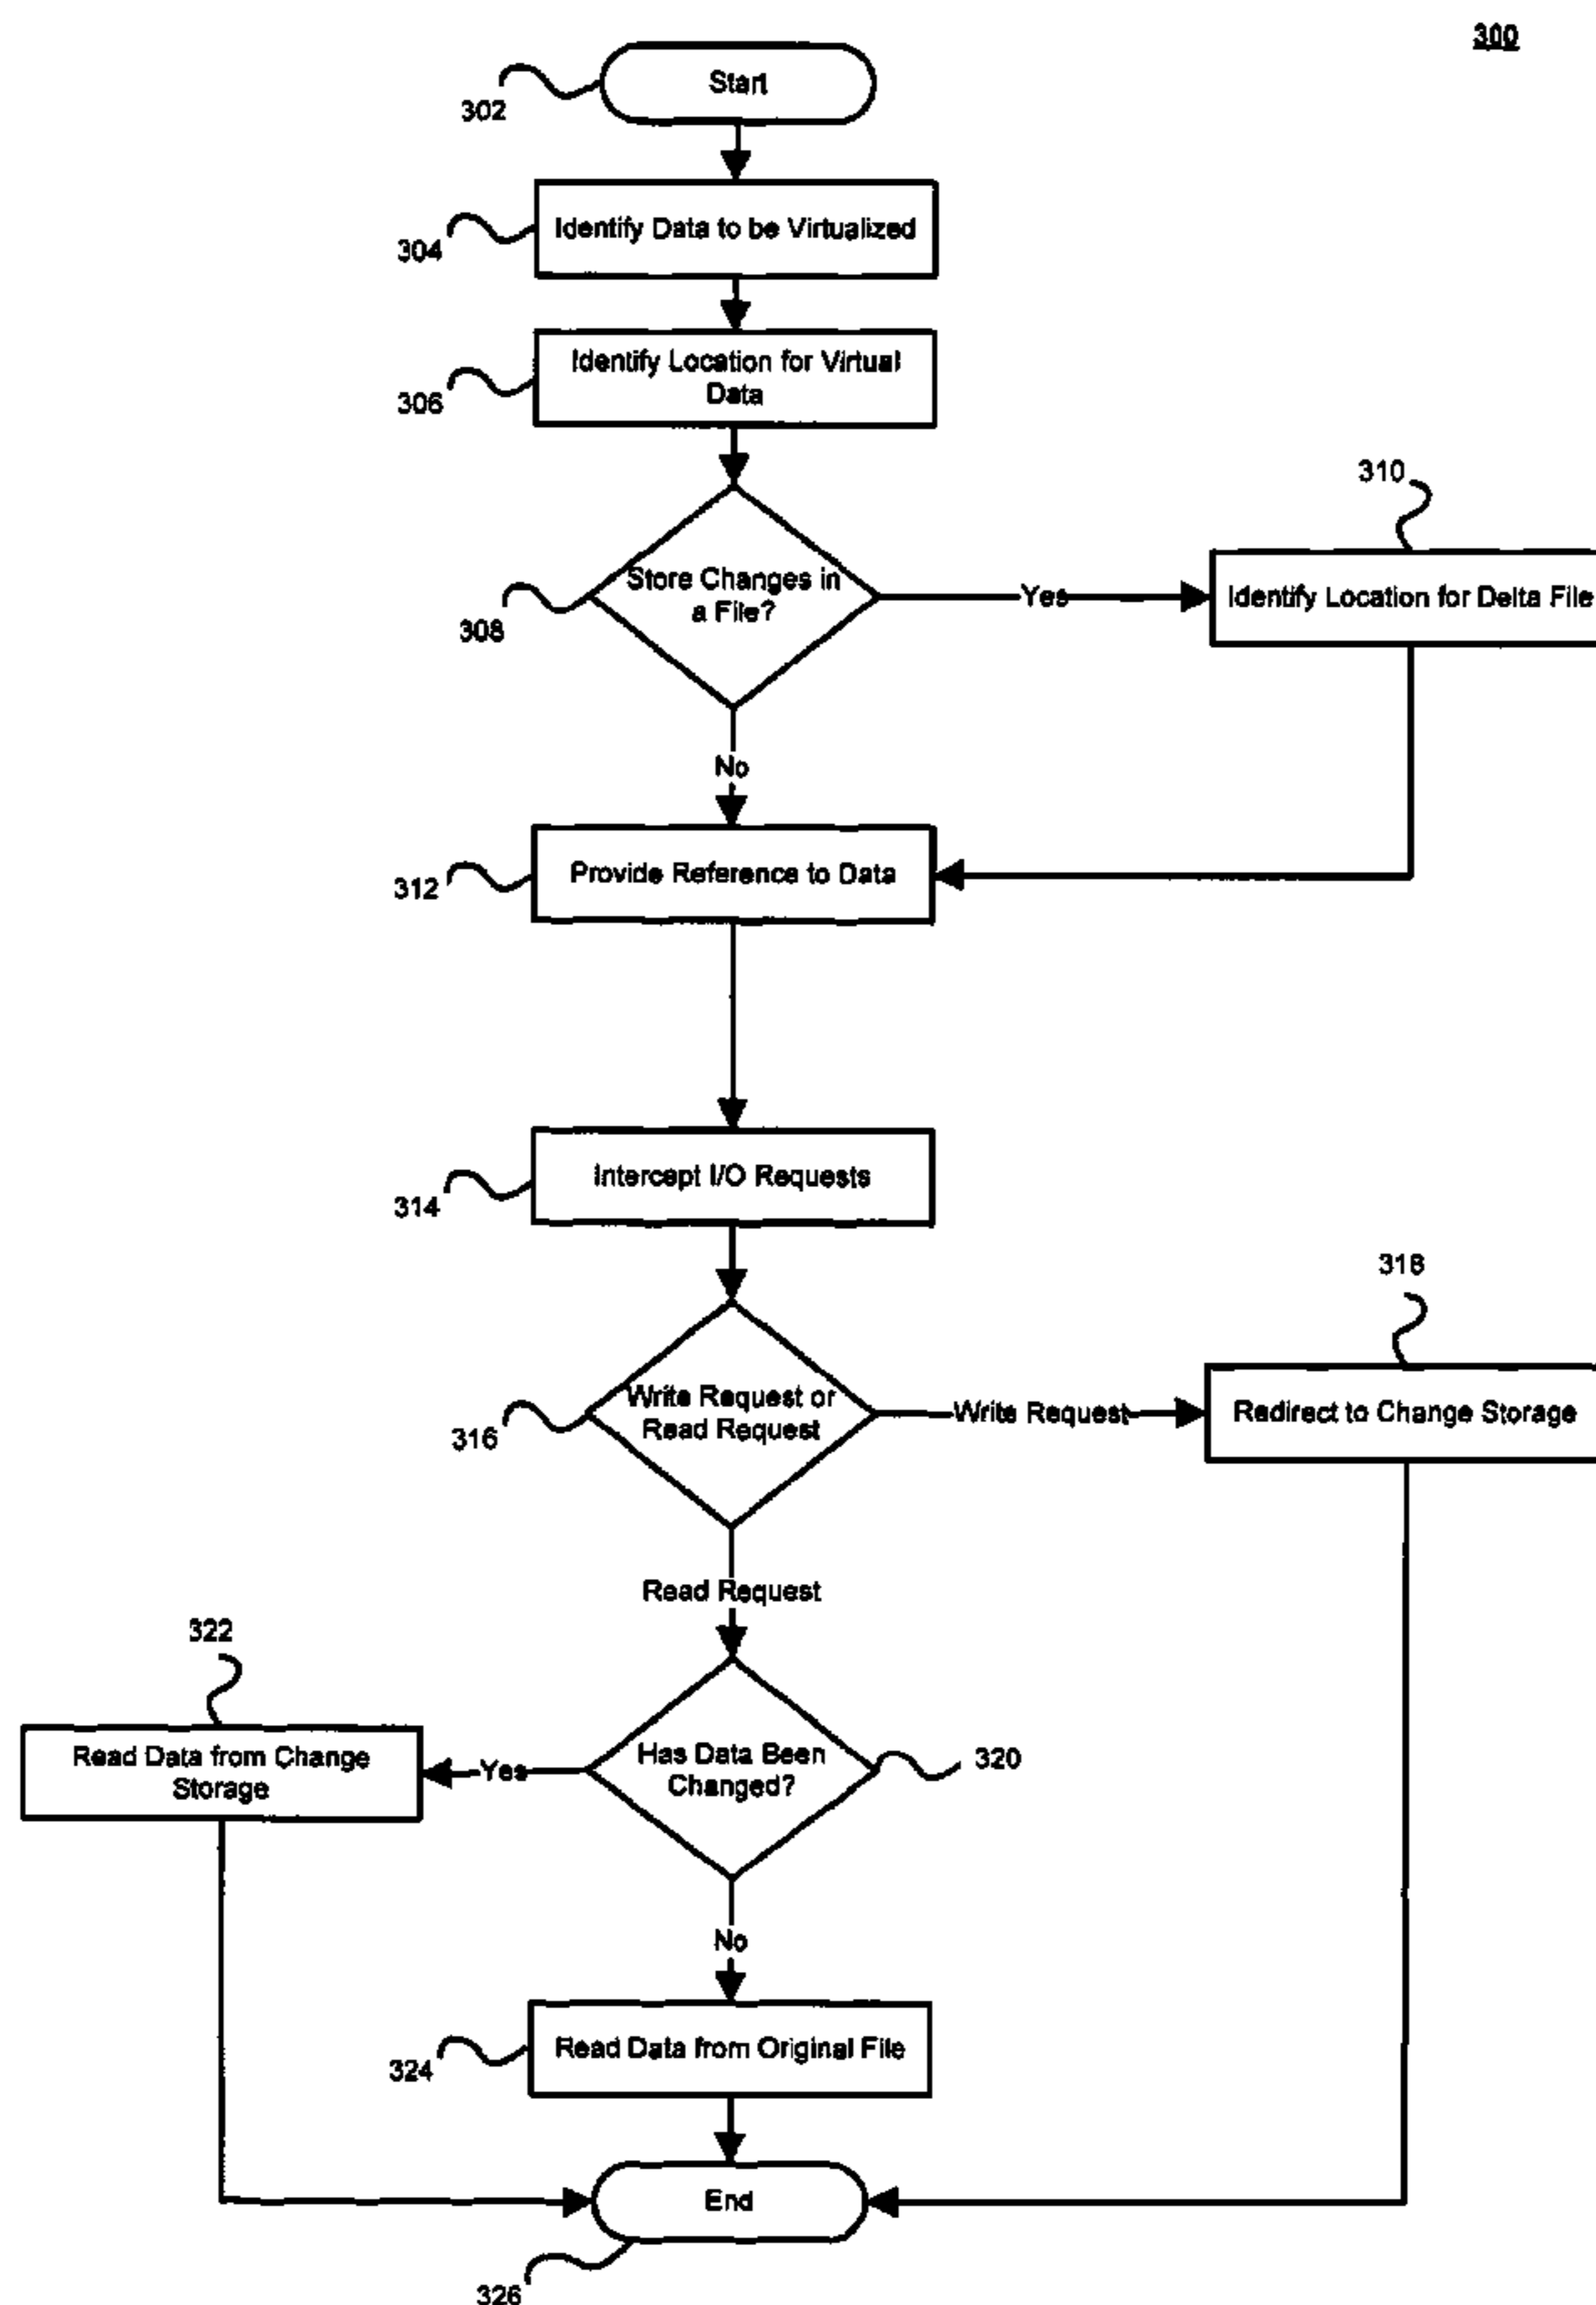 300
Start
302
Identify Data to be Virtualized
304
Identify Location for Virtual
Data
306
310
Store Changes in
a File?
308
Yes
Identify Location for Delta File
No
Provide Reference to Data
312
Intercept I/O Requests
314
318
Write Request or
Read Request
316
Write Request
Redirect to Change Storage
Read Request
322
Read Data from Change
Storage
Yes
Has Data Been
Changed?
320
No
Read Data from Original File
324
End
326